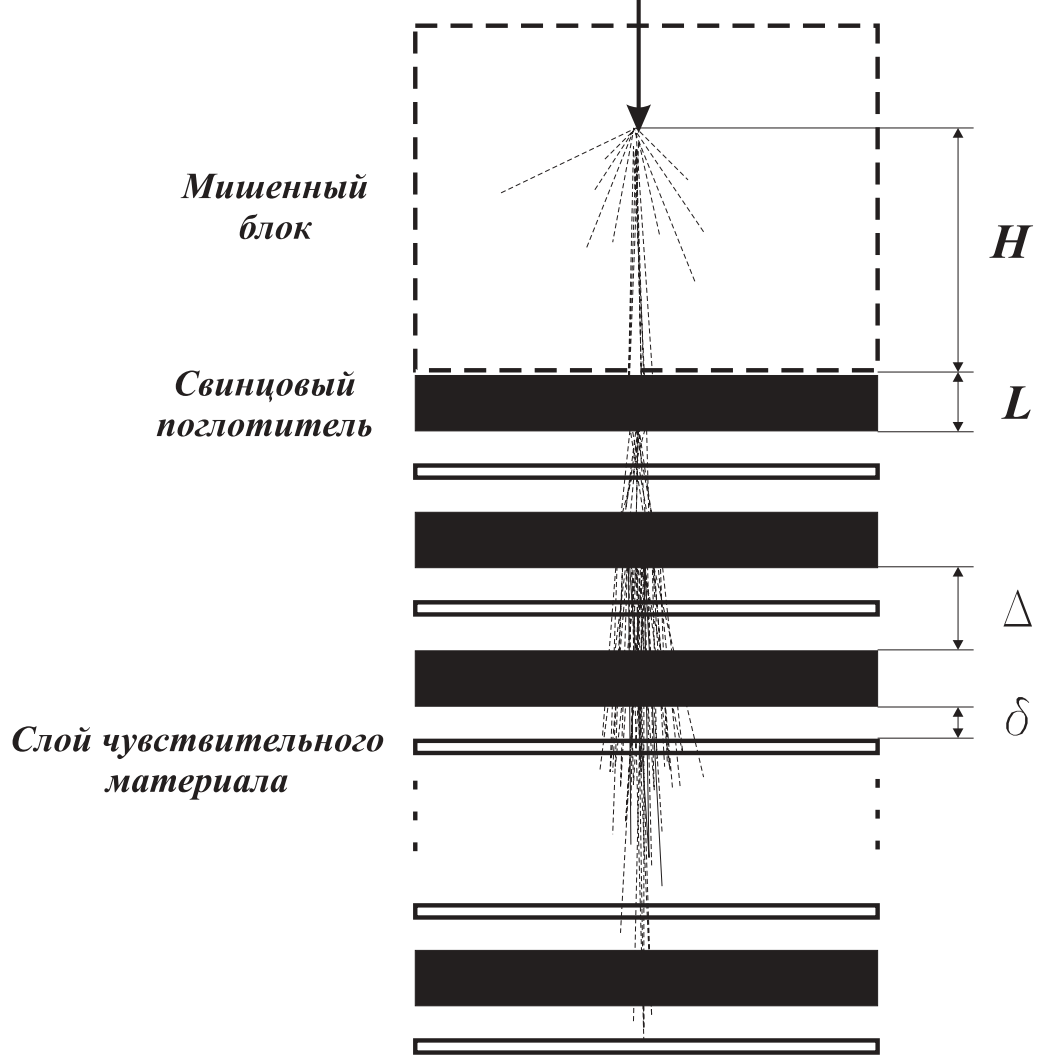 Мишенный
блок
H
Свинцовый
поглотитель
L
Δ
δ
Слой чувствительного
материала